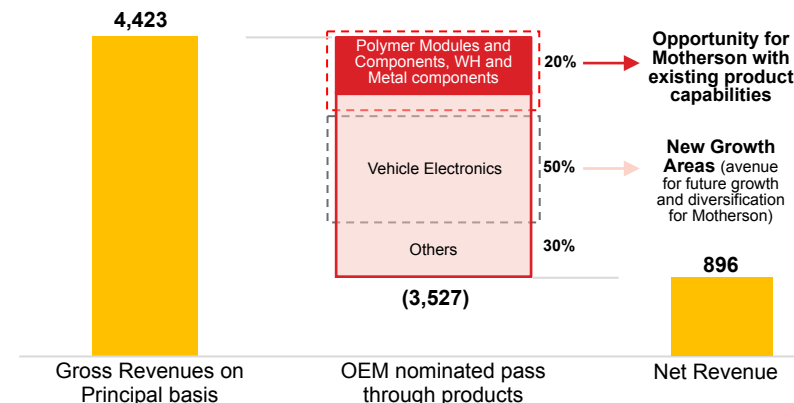 4,423
Polymer Modules and
Components, WH and
Metal components
20%
Opportunity for
Motherson with
existing product
capabilities
Vehicle Electronics
50%
New Growth
Areas (avenue
for future growth
and diversification
for Motherson)
Others
30%
(3,527)
896
Gross Revenues on
Principal basis
OEM nominated pass
through products
Net Revenue